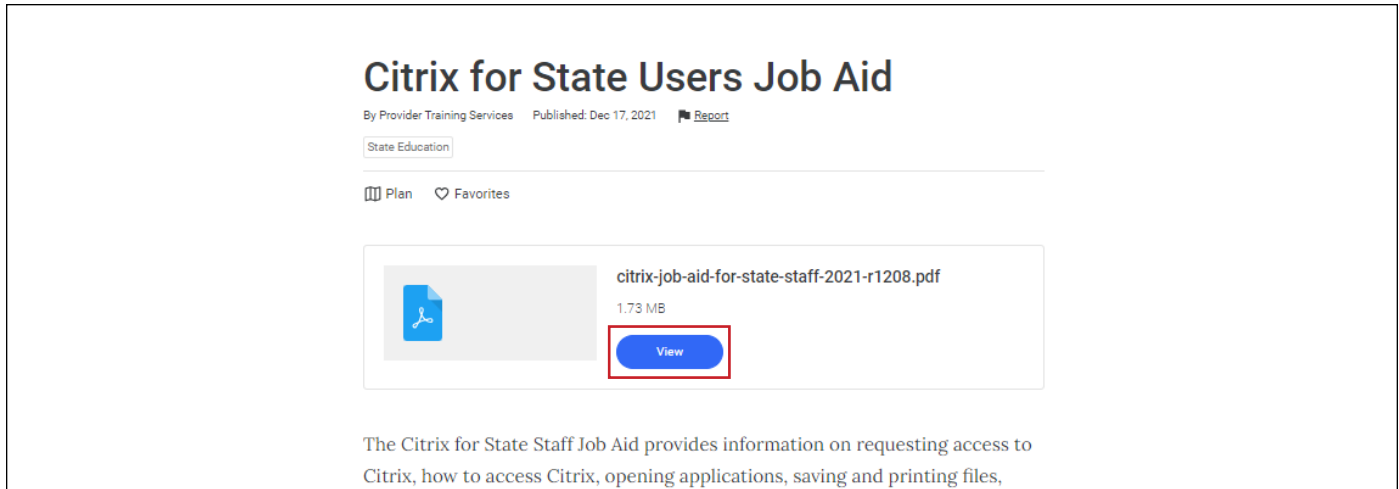 Citrix for State Users Job Aid
By Provider Training Services Published: Dec 17, 2021 Report
State Education
Plan Favorites
citrix-job-aid-for-state-staff-2021-r1208.pdf
1.73 MB
View
The Citrix for State Staff Job Aid provides information on requesting access to
Citrix, how to access Citrix, opening applications, saving and printing files,